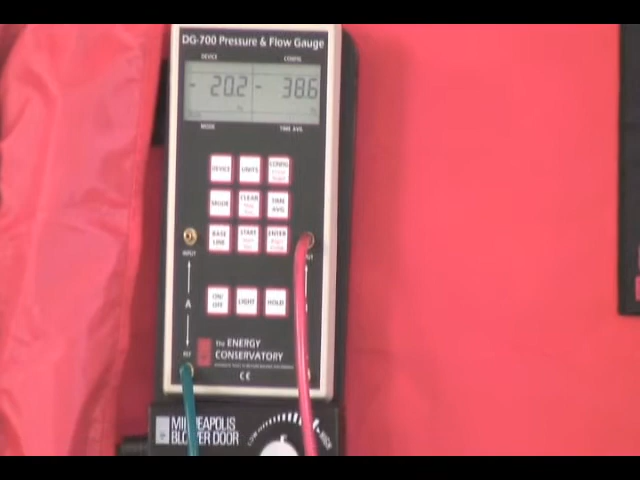 DG-700 Pressure & Flow Gauge
DEVICE CONFIG
- 20.2 - 38.6
MODE TIME AVG
DEVICE UNITS CONFIG
MODE CLEAR TIME AVG
BASE LINE START ENTER
INPUT
A
ON/OFF LIGHT HOLD
The ENERGY
CONSERVATORY
REF
CE
MINNEAPOLIS
BLOWER DOOR
LOW HIGH